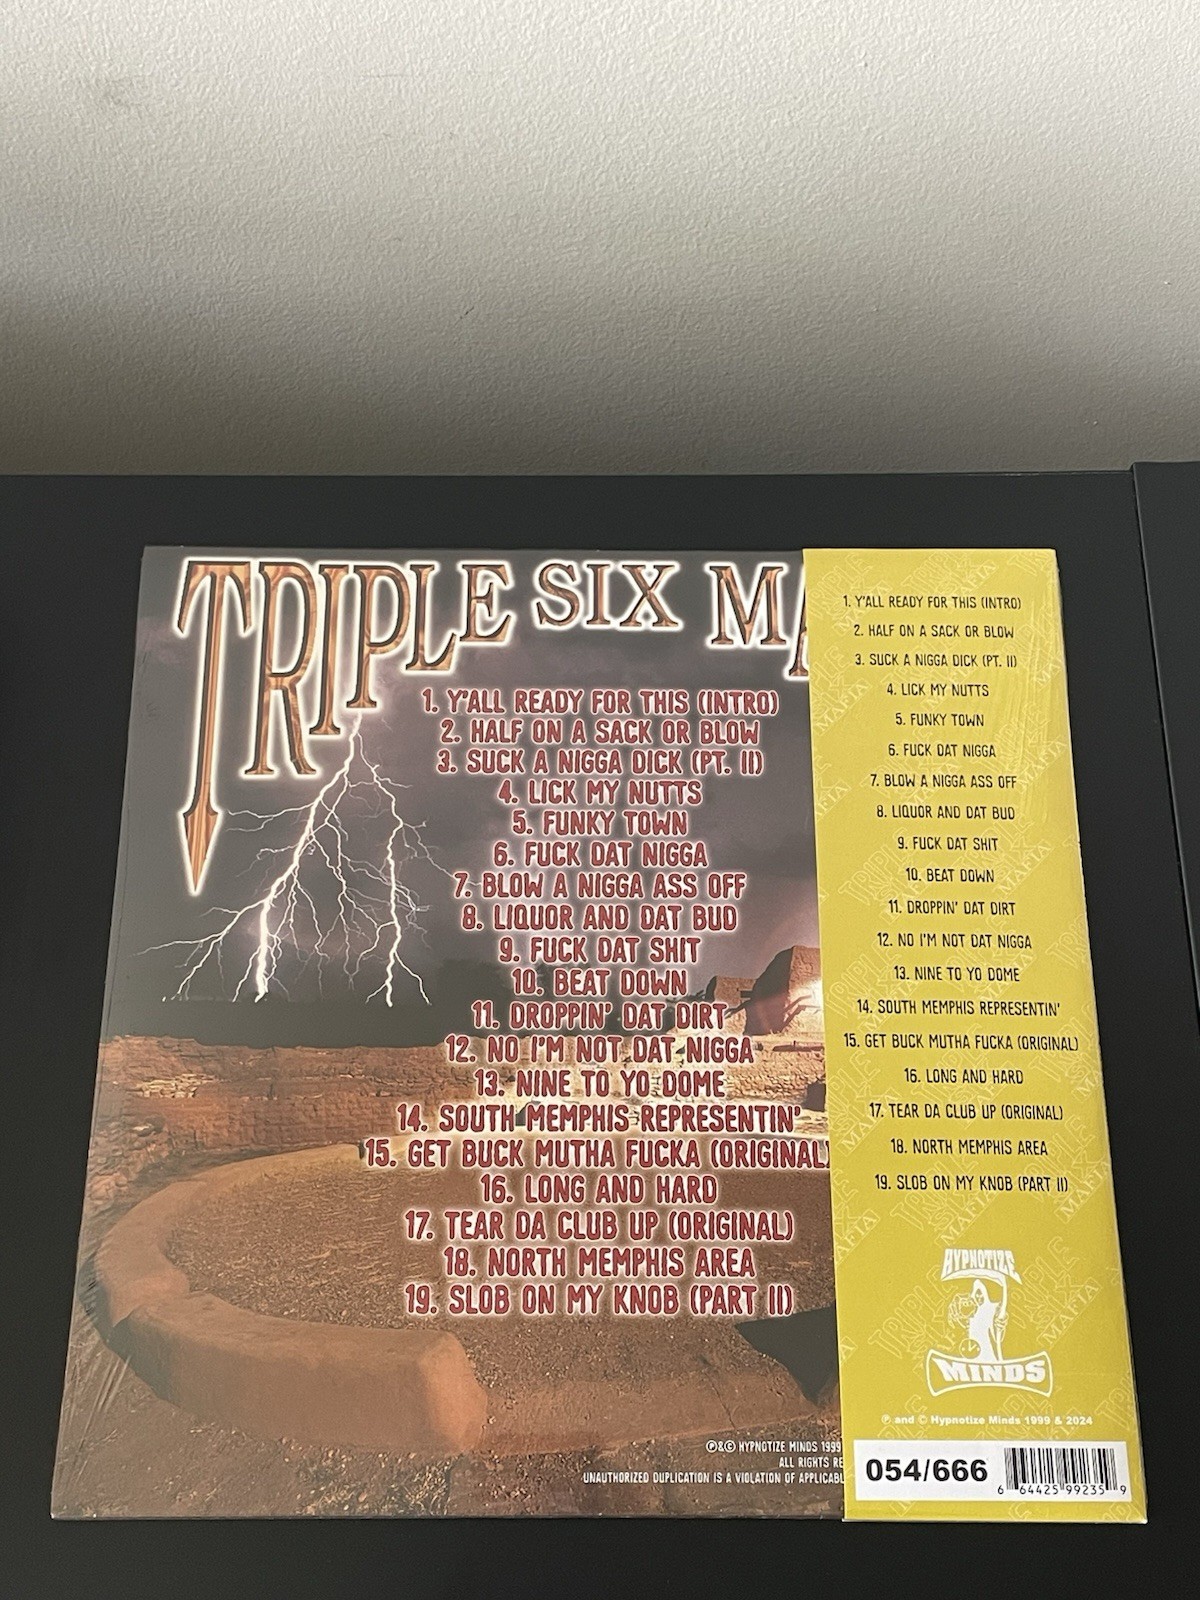 TRIPLE SIX MA
1. Y'ALL READY FOR THIS (INTRO)
2. HALF ON A SACK OR BLOW
3. SUCK A NIGGA DICK (PT. II)
4. LICK MY NUTTS
5. FUNKY TOWN
6. FUCK DAT NIGGA
7. BLOW A NIGGA ASS OFF
8. LIQUOR AND DAT BUD
9. FUCK DAT SHIT
10. BEAT DOWN
11. DROPPIN' DAT DIRT
12. NO I'M NOT DAT NIGGA
13. NINE TO YO DOME
14. SOUTH MEMPHIS REPRESENTIN'
15. GET BUCK MUTHA FUCKA (ORIGINAL)
16. LONG AND HARD
17. TEAR DA CLUB UP (ORIGINAL)
18. NORTH MEMPHIS AREA
19. SLOB ON MY KNOB (PART II)
℗&© HYPNOTIZE MINDS 1999
ALL RIGHTS RE
UNAUTHORIZED DUPLICATION IS A VIOLATION OF APPLICABL
1. Y'ALL READY FOR THIS (INTRO)
2. HALF ON A SACK OR BLOW
3. SUCK A NIGGA DICK (PT. II)
4. LICK MY NUTTS
5. FUNKY TOWN
6. FUCK DAT NIGGA
7. BLOW A NIGGA ASS OFF
8. LIQUOR AND DAT BUD
9. FUCK DAT SHIT
10. BEAT DOWN
11. DROPPIN' DAT DIRT
12. NO I'M NOT DAT NIGGA
13. NINE TO YO DOME
14. SOUTH MEMPHIS REPRESENTIN'
15. GET BUCK MUTHA FUCKA (ORIGINAL)
16. LONG AND HARD
17. TEAR DA CLUB UP (ORIGINAL)
18. NORTH MEMPHIS AREA
19. SLOB ON MY KNOB (PART II)
HYPNOTIZE
MINDS
℗ and © Hypnotize Minds 1999 & 2024
054/666
6 64425 99235 9